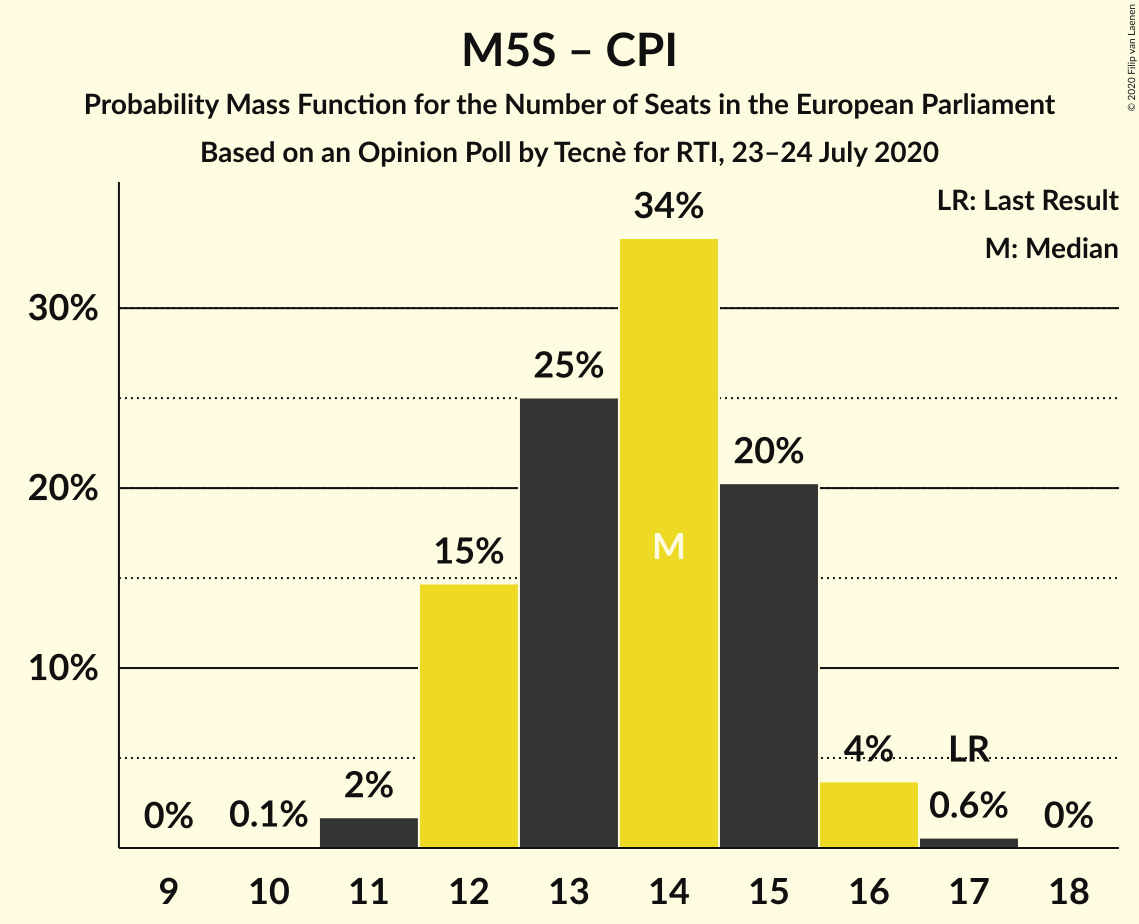 M5S – CPI
Probability Mass Function for the Number of Seats in the European Parliament
Based on an Opinion Poll by Tecnè for RTI, 23–24 July 2020
© 2020 Filip van Laenen
LR: Last Result
M: Median
34%
30%
25%
20%
20%
M
15%
10%
4%
LR
2%
0.6%
0%
0.1%
0%
9 10 11 12 13 14 15 16 17 18